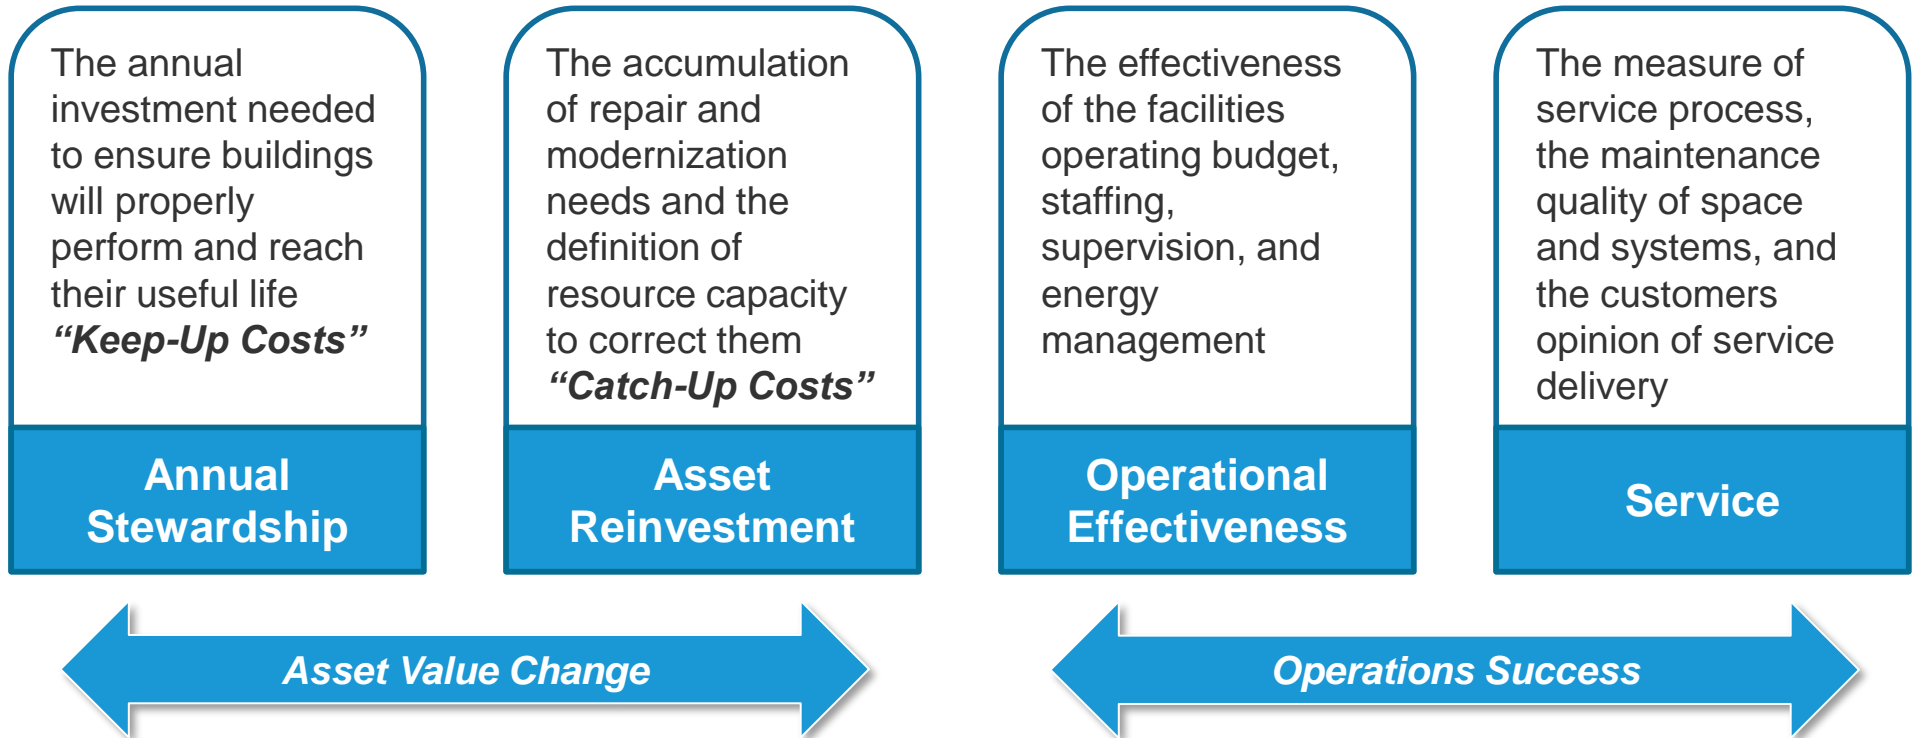 The annual
investment needed
to ensure buildings
will properly
perform and reach
their useful life
“Keep-Up Costs”
Annual
Stewardship
The accumulation
of repair and
modernization
needs and the
definition of
resource capacity
to correct them
“Catch-Up Costs”
Asset
Reinvestment
The effectiveness
of the facilities
operating budget,
staffing,
supervision, and
energy
management
Operational
Effectiveness
The measure of
service process,
the maintenance
quality of space
and systems, and
the customers
opinion of service
delivery
Service
Asset Value Change
Operations Success